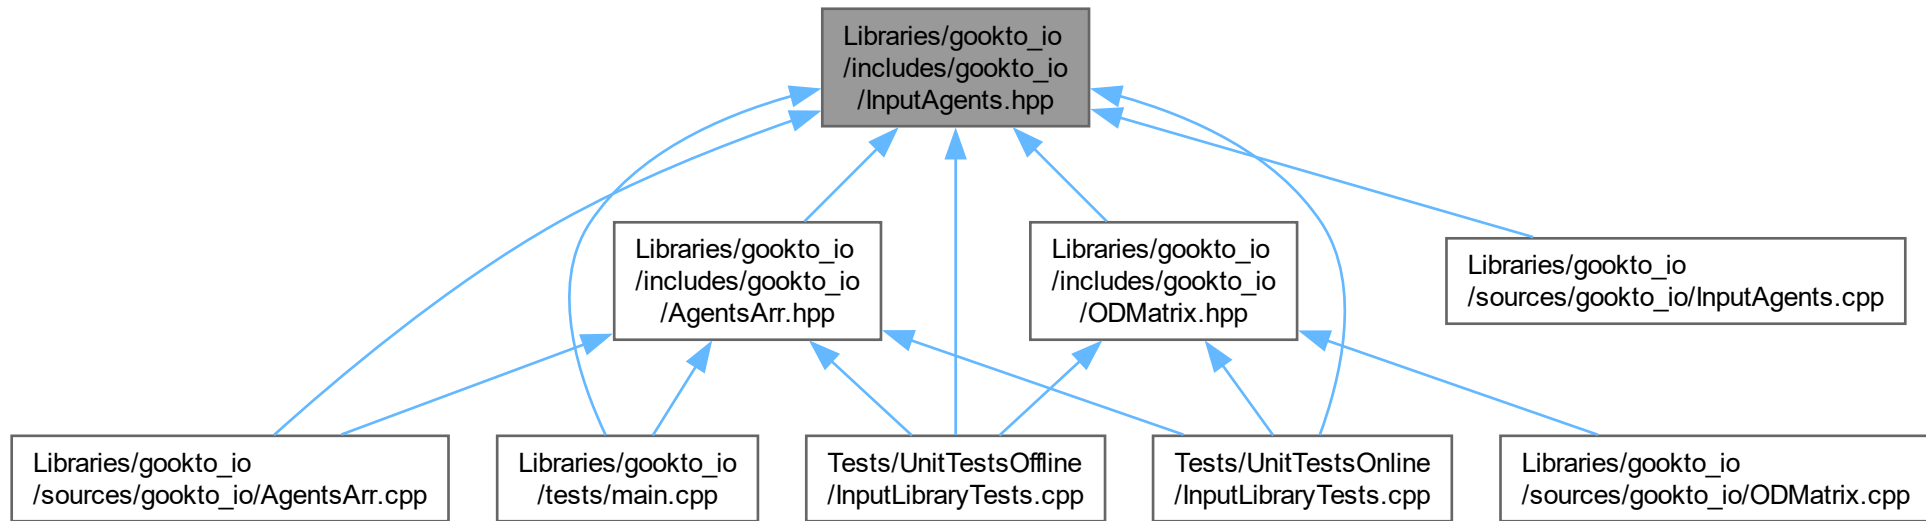 Libraries/gookto_io
/includes/gookto_io
/InputAgents.hpp
Libraries/gookto_io
/includes/gookto_io
/AgentsArr.hpp
Libraries/gookto_io
/includes/gookto_io
/ODMatrix.hpp
Libraries/gookto_io
/sources/gookto_io/InputAgents.cpp
Libraries/gookto_io
/sources/gookto_io/AgentsArr.cpp
Libraries/gookto_io
/tests/main.cpp
Tests/UnitTestsOffline
/InputLibraryTests.cpp
Tests/UnitTestsOnline
/InputLibraryTests.cpp
Libraries/gookto_io
/sources/gookto_io/ODMatrix.cpp